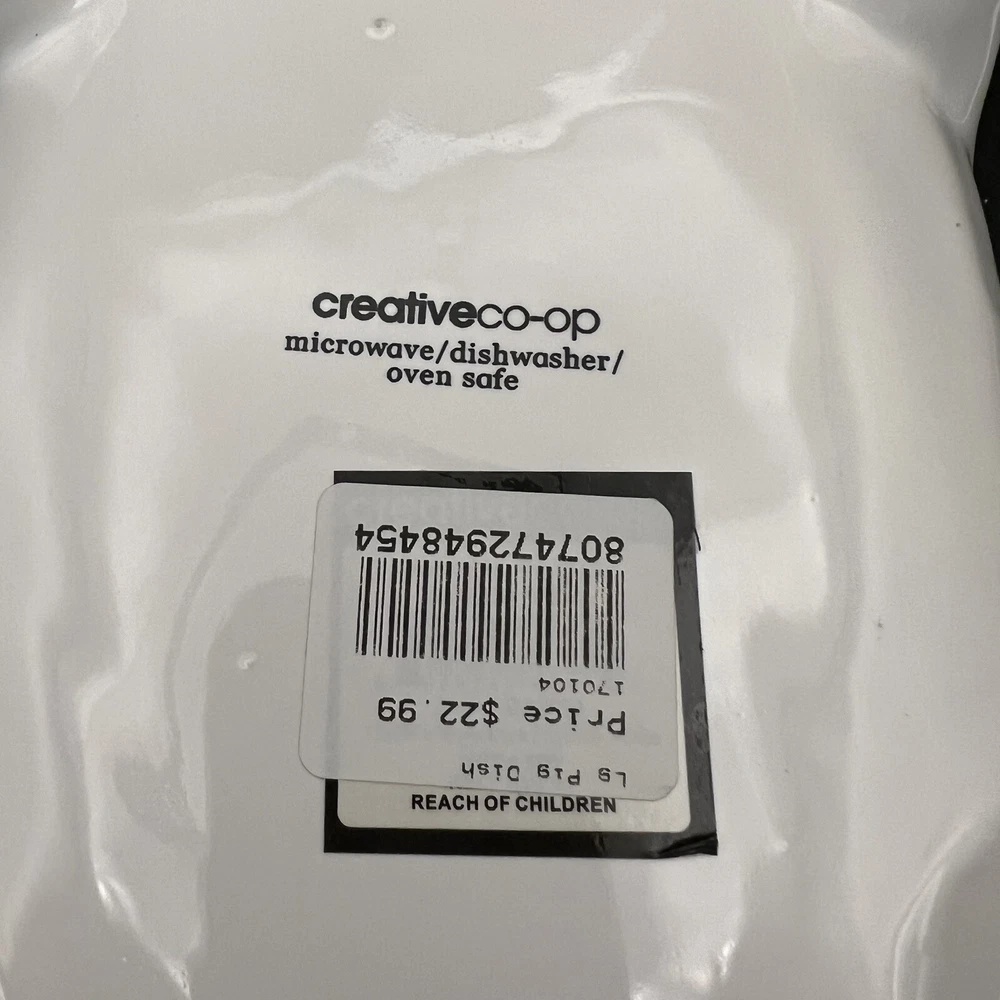 creativeco-op
microwave/dishwasher/
oven safe
Lg Pig Dish
Price $22.99
170104
807472948454
REACH OF CHILDREN